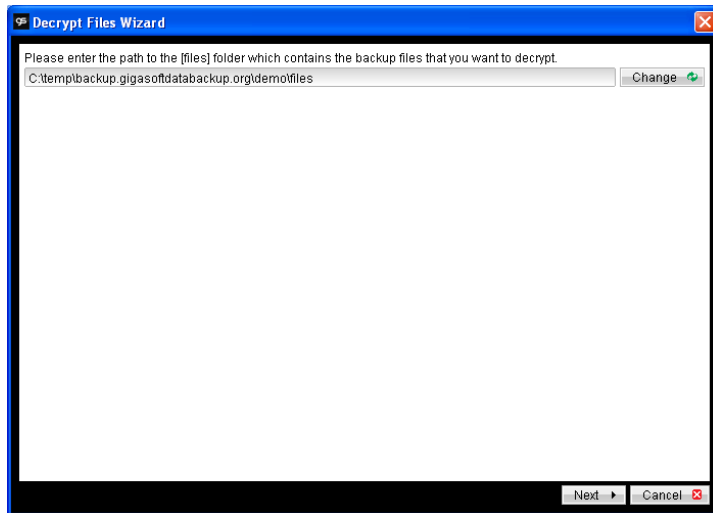 Decrypt Files Wizard
Please enter the path to the [files] folder which contains the backup files that you want to decrypt.
C:\temp\backup.gigasoftdatabackup.org\demo\files
Change
Next
Cancel